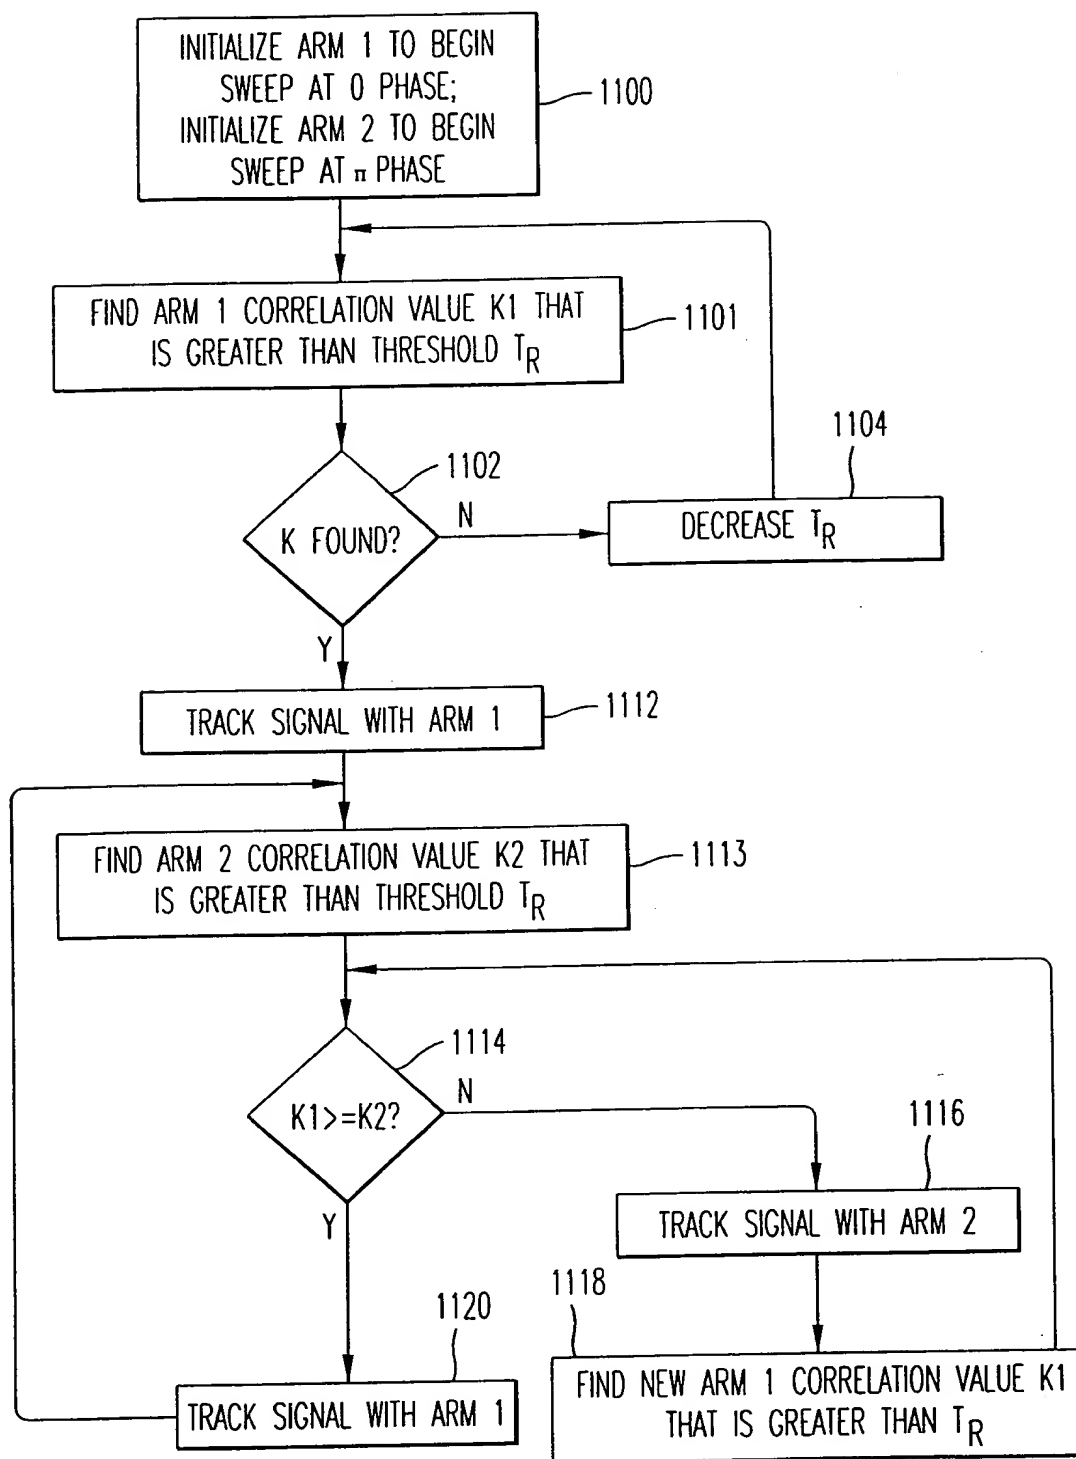 INITIALIZE ARM 1 TO BEGIN
SWEEP AT 0 PHASE;
INITIALIZE ARM 2 TO BEGIN
SWEEP AT π PHASE
1100
FIND ARM 1 CORRELATION VALUE K1 THAT
IS GREATER THAN THRESHOLD TR
1101
1102
K FOUND?
N
1104
DECREASE TR
Y
TRACK SIGNAL WITH ARM 1
1112
FIND ARM 2 CORRELATION VALUE K2 THAT
IS GREATER THAN THRESHOLD TR
1113
1114
K1>=K2?
N
1116
TRACK SIGNAL WITH ARM 2
Y
1118
FIND NEW ARM 1 CORRELATION VALUE K1
THAT IS GREATER THAN TR
1120
TRACK SIGNAL WITH ARM 1